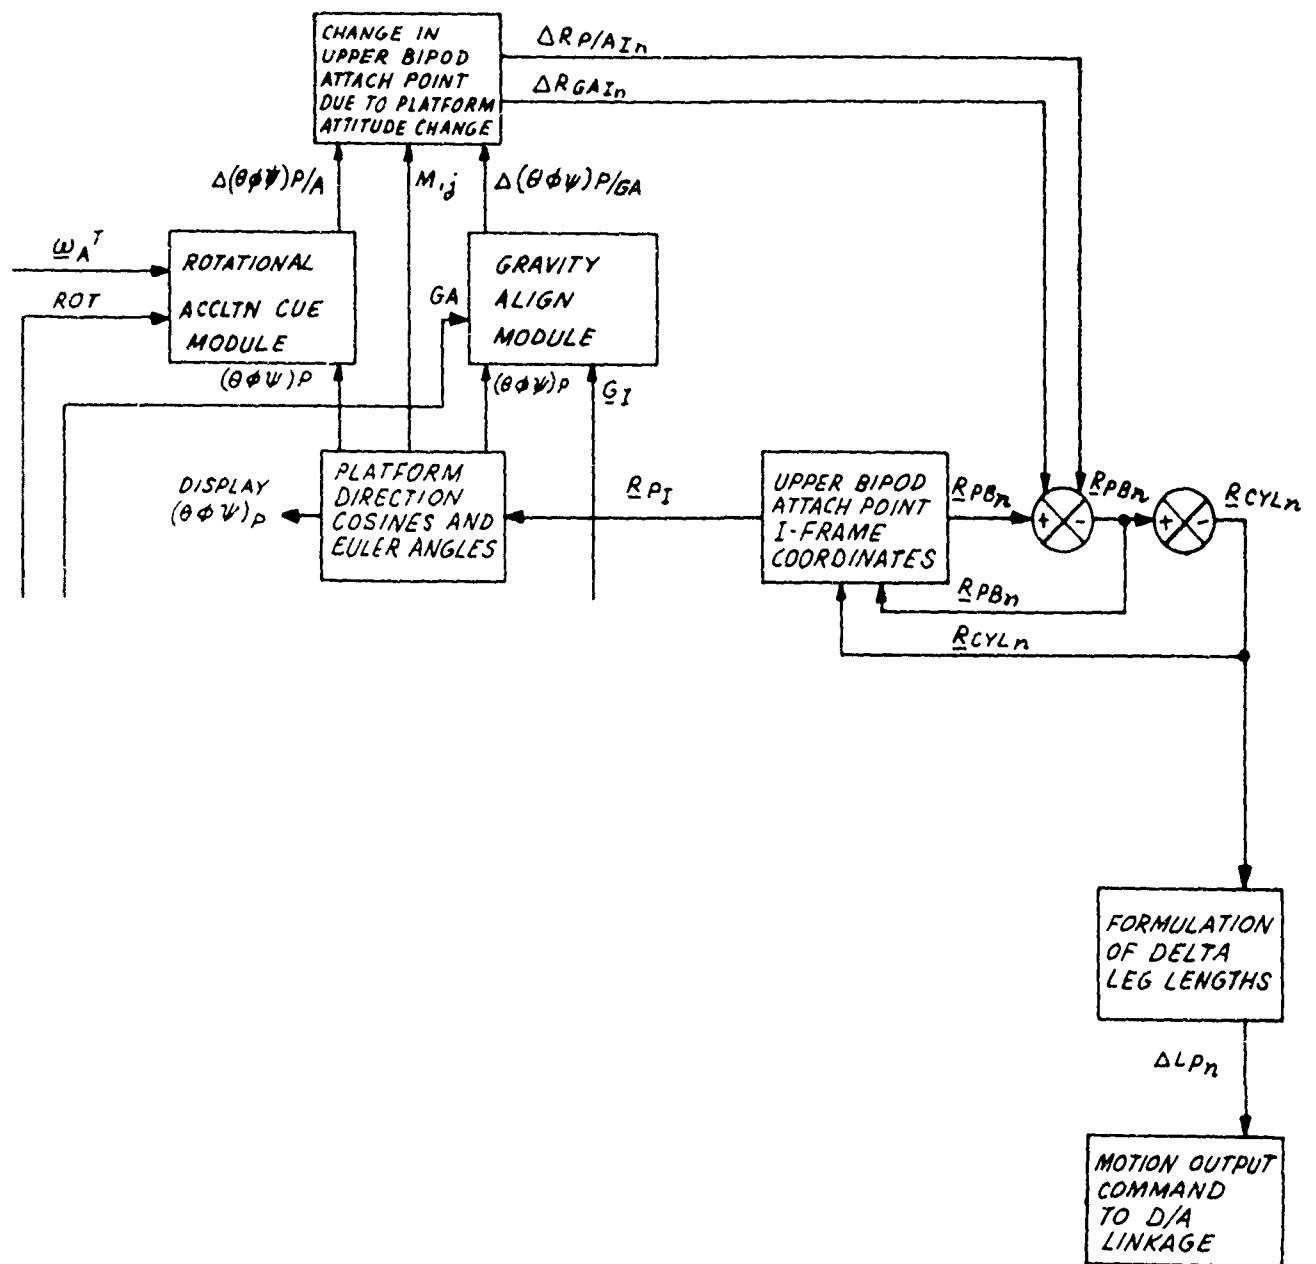 CHANGE IN
UPPER BIPOD
ATTACH POINT
DUE TO PLATFORM
ATTITUDE CHANGE
ΔRP/AIn
ΔRGAIn
Δ(θϕψ)P/A
M,j
Δ(θϕψ)P/GA
ωA^T
ROT
ROTATIONAL
ACCLTN CUE
MODULE
GA
GRAVITY
ALIGN
MODULE
(θϕψ)P
(θϕψ)P
GI
DISPLAY
(θϕψ)P
PLATFORM
DIRECTION
COSINES AND
EULER ANGLES
RPI
UPPER BIPOD
ATTACH POINT
I-FRAME
COORDINATES
RPBn
+ -
RPBn
+ -
RCYLn
RPBn
RCYLn
FORMULATION
OF DELTA
LEG LENGTHS
ΔLPn
MOTION OUTPUT
COMMAND
TO D/A
LINKAGE